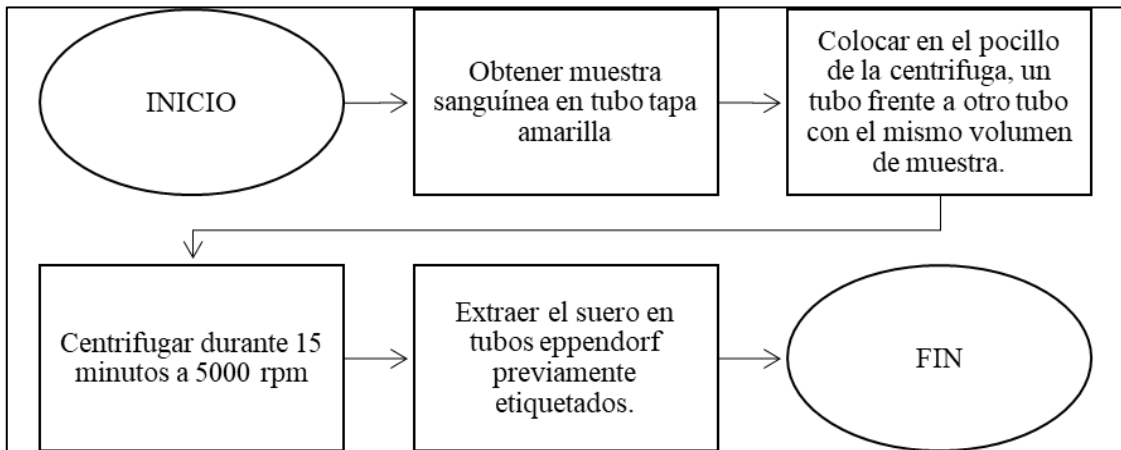 INICIO
Obtener muestra
sanguínea en tubo tapa
amarilla
Colocar en el pocillo
de la centrifuga, un
tubo frente a otro tubo
con el mismo volumen
de muestra.
Centrifugar durante 15
minutos a 5000 rpm
Extraer el suero en
tubos eppendorf
previamente
etiquetados.
FIN